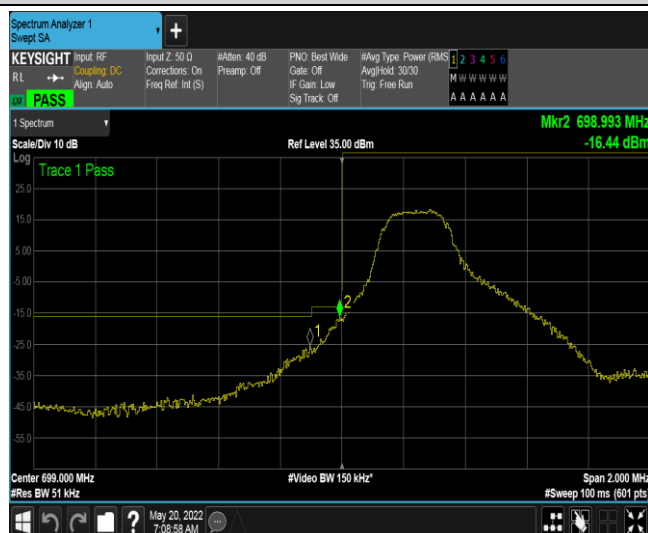 Spectrum Analyzer 1
Swept SA
KEYSIGHT
RL
PASS
Input: RF
Coupling: DC
Align: Auto
Input Z: 50 Ω
Corrections: On
Freq Ref: Int (S)
#Atten: 40 dB
Preamp: Off
PNO: Best Wide
Gate: Off
IF Gain: Low
Sig Track: Off
#Avg Type: Power (RMS
Avg|Hold: 30/30
Trig: Free Run
1 2 3 4 5 6
M W W W W W
A A A A A A
1 Spectrum
Mkr2 698.993 MHz
Scale/Div 10 dB
Ref Level 35.00 dBm
-16.44 dBm
Log
Trace 1 Pass
25.0
15.0
5.00
-5.00
-15.0
-25.0
-35.0
-45.0
-55.0
2
1
Center 699.000 MHz
#Video BW 150 kHz*
Span 2.000 MHz
#Res BW 51 kHz
#Sweep 100 ms (601 pts)
?
May 20, 2022
7:08:58 AM